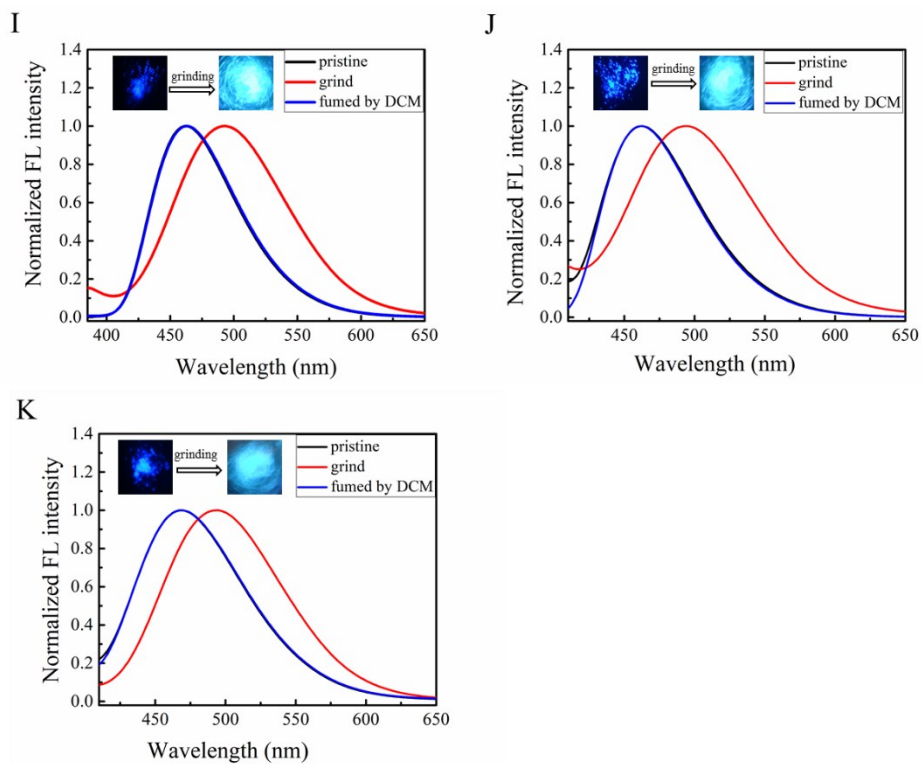 I
Normalized FL intensity
1.4
1.2
1.0
0.8
0.6
0.4
0.2
0.0
grinding
pristine
grind
fumed by DCM
400
450
500
550
600
650
Wavelength (nm)
J
Normalized FL intensity
1.4
1.2
1.0
0.8
0.6
0.4
0.2
0.0
grinding
pristine
grind
fumed by DCM
450
500
550
600
650
Wavelength (nm)
K
Normalized FL intensity
1.4
1.2
1.0
0.8
0.6
0.4
0.2
0.0
grinding
pristine
grind
fumed by DCM
450
500
550
600
650
Wavelength (nm)